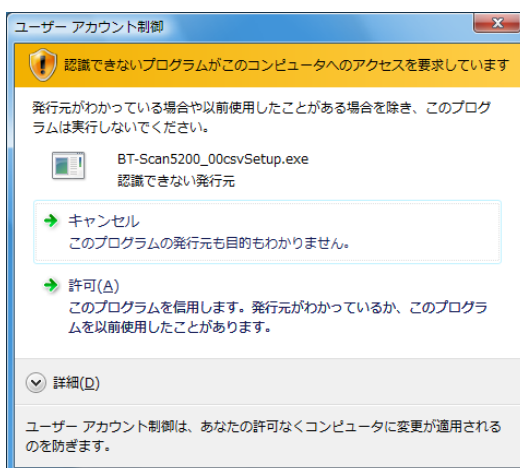 ユーザー アカウント制御
認識できないプログラムがこのコンピュータへのアクセスを要求しています
発行元がわかっている場合や以前使用したことがある場合を除き、このプログ
ラムは実行しないでください。
BT-Scan5200_00csvSetup.exe
認識できない発行元
キャンセル
このプログラムの発行元も目的もわかりません。
許可(A)
このプログラムを信用します。発行元がわかっているか、このプログラ
ムを以前使用したことがあります。
詳細(D)
ユーザー アカウント制御は、あなたの許可なくコンピュータに変更が適用される
のを防ぎます。